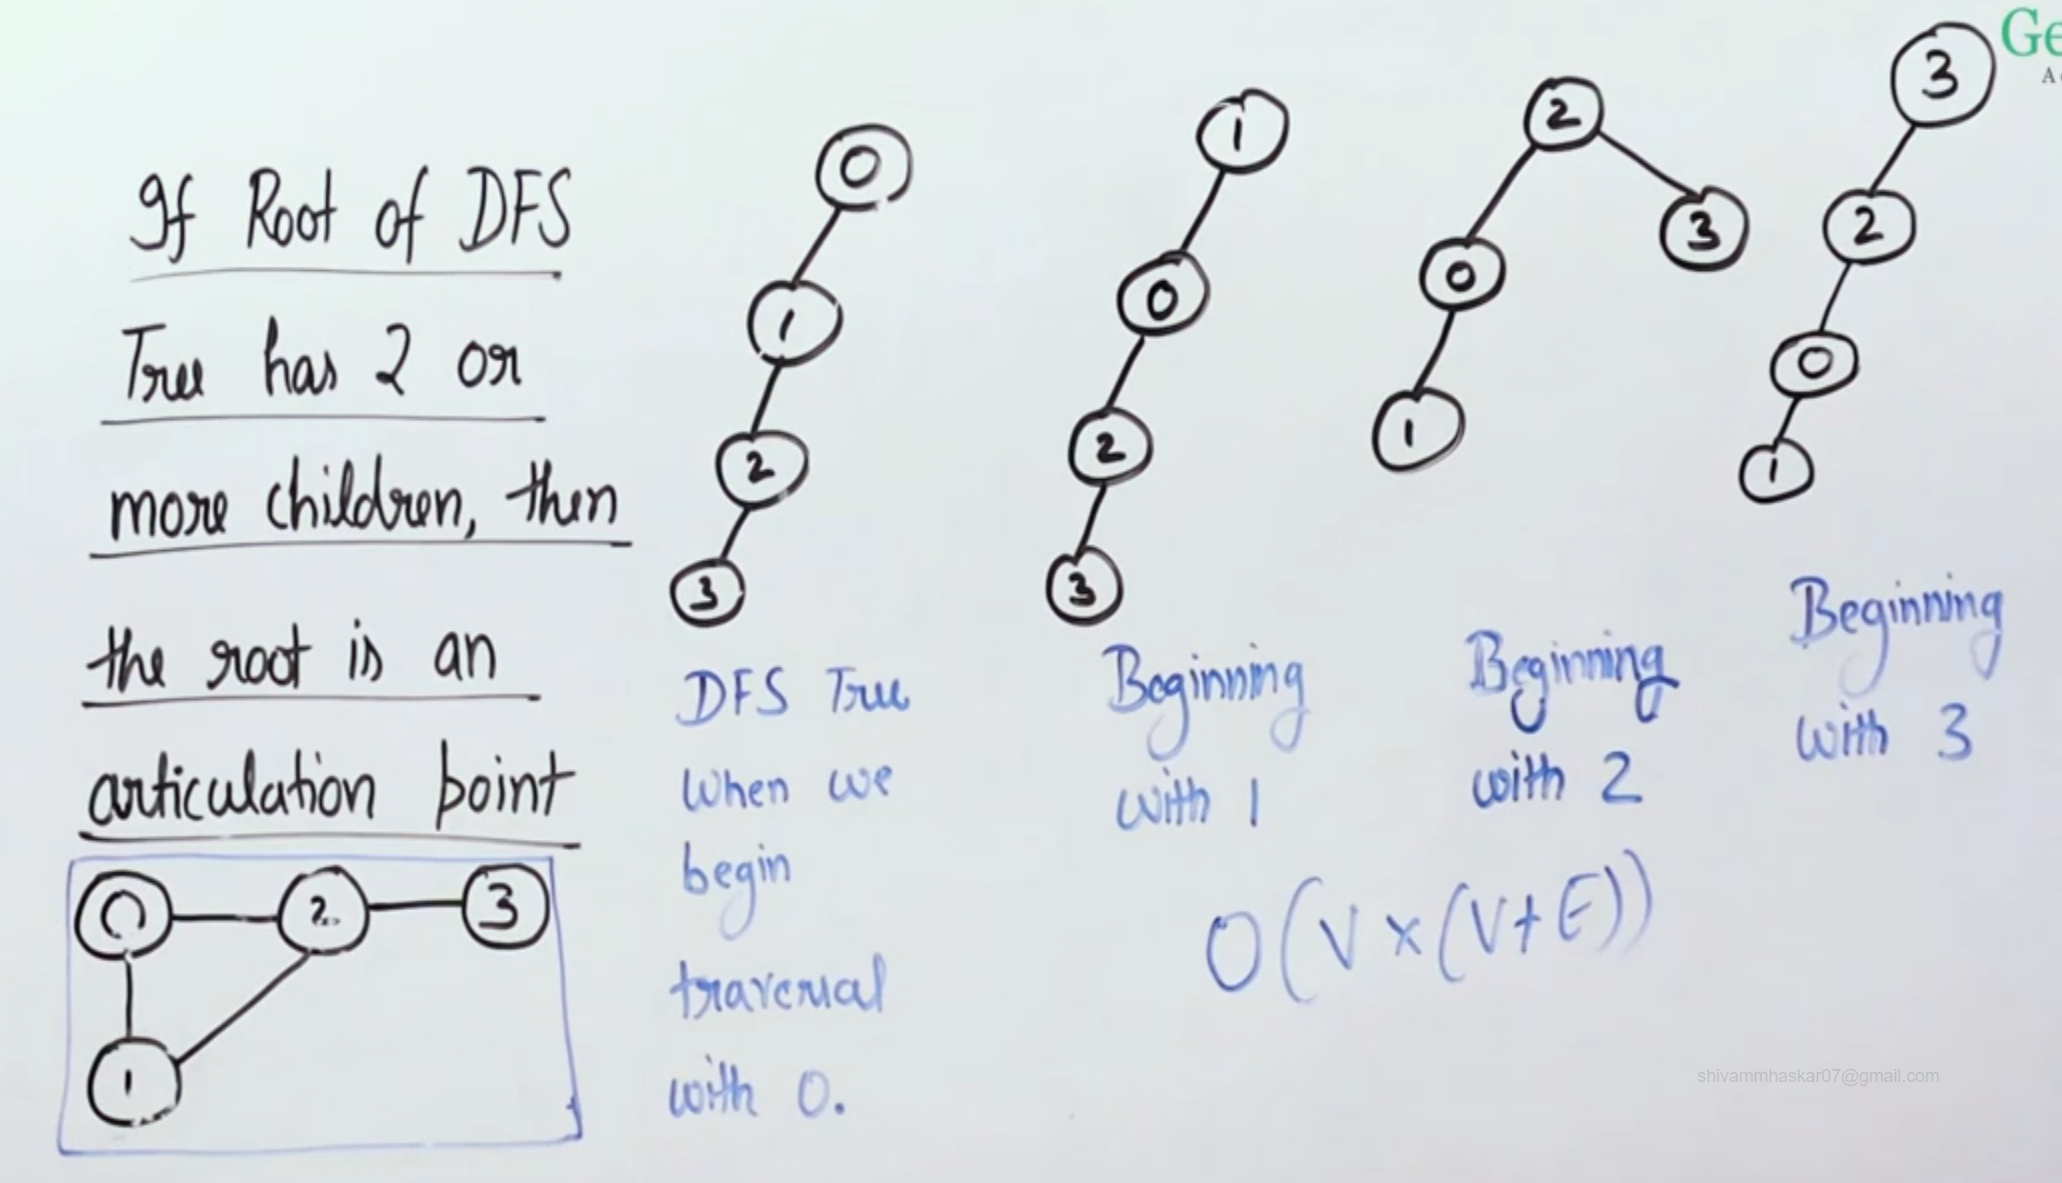 If Root of DFS
Tree has 2 or
more children, then
the root is an
articulation point
0 2 3
1
0
1
2
3
DFS Tree
When we
begin
traversal
with 0.
1
0
2
3
Beginning
with 1
2
0 3
1
Beginning
with 2
3
2
0
1
Beginning
with 3
O(V×(V+E))
Ge
shivammhaskar07@gmail.com